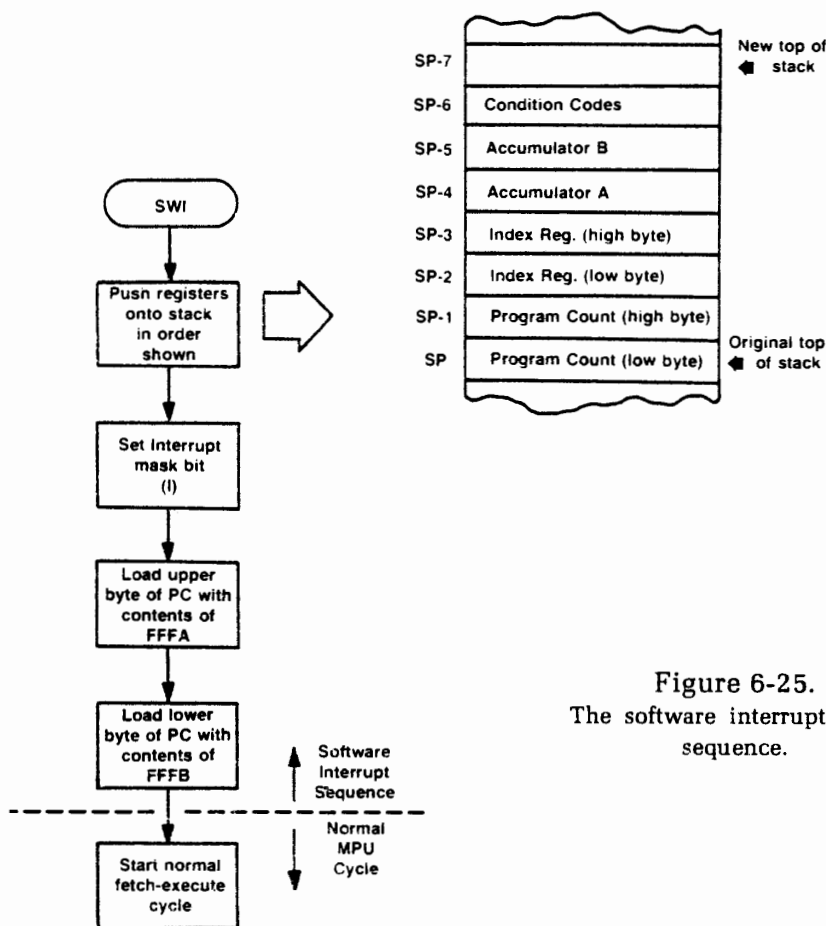 SWI
Push registers
onto stack
in order
shown
Set Interrupt
mask bit
(I)
Load upper
byte of PC with
contents of
FFFA
Load lower
byte of PC with
contents of
FFFB
Start normal
fetch-execute
cycle
Software
Interrupt
Sequence
Normal
MPU
Cycle
New top of
stack
SP-7
SP-6 Condition Codes
SP-5 Accumulator B
SP-4 Accumulator A
SP-3 Index Reg. (high byte)
SP-2 Index Reg. (low byte)
SP-1 Program Count (high byte)
SP Program Count (low byte)
Original top
of stack
Figure 6-25.
The software interrupt
sequence.